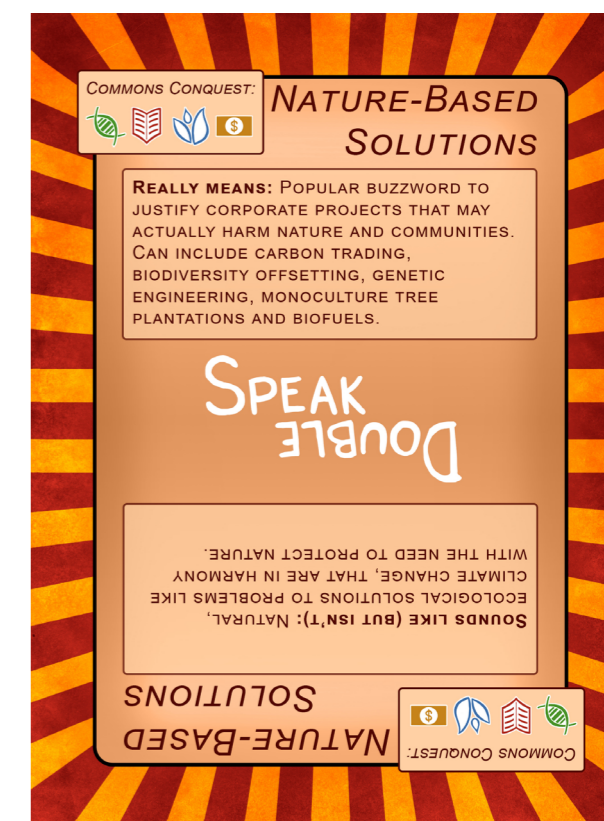 COMMONS CONQUEST:
NATURE-BASED
SOLUTIONS
REALLY MEANS: POPULAR BUZZWORD TO
JUSTIFY CORPORATE PROJECTS THAT MAY
ACTUALLY HARM NATURE AND COMMUNITIES.
CAN INCLUDE CARBON TRADING,
BIODIVERSITY OFFSETTING, GENETIC
ENGINEERING, MONOCULTURE TREE
PLANTATIONS AND BIOFUELS.
SPEAK
DOUBLE
COMMONS CONQUEST:
NATURE-BASED
SOLUTIONS
SOUNDS LIKE (BUT ISN'T): NATURAL,
ECOLOGICAL SOLUTIONS TO PROBLEMS LIKE
CLIMATE CHANGE, THAT ARE IN HARMONY
WITH THE NEED TO PROTECT NATURE.